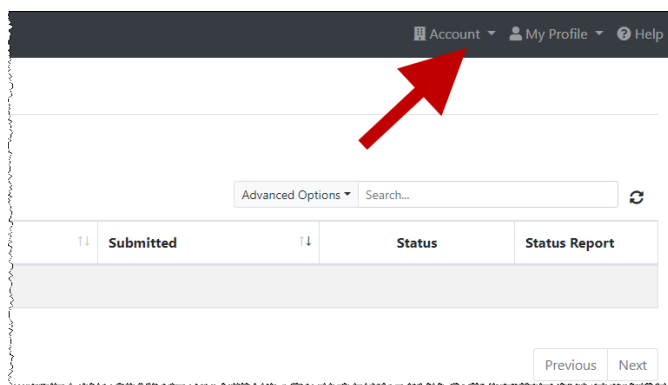 Account My Profile Help
Advanced Options Search...
Submitted Status Status Report
Previous Next